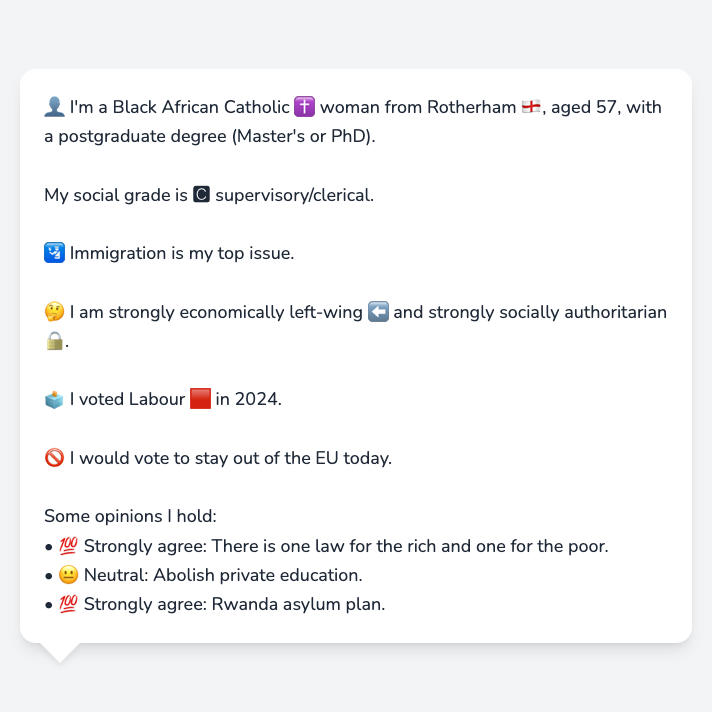 👤 I'm a Black African Catholic ✝️ woman from Rotherham 🏴󠁧󠁢󠁥󠁮󠁧󠁿, aged 57, with
a postgraduate degree (Master's or PhD).
My social grade is 🅲 supervisory/clerical.
🛂 Immigration is my top issue.
🤔 I am strongly economically left-wing ⬅️ and strongly socially authoritarian
🔒.
🗳️ I voted Labour 🟥 in 2024.
🚫 I would vote to stay out of the EU today.
Some opinions I hold:
• 💯 Strongly agree: There is one law for the rich and one for the poor.
• 😐 Neutral: Abolish private education.
• 💯 Strongly agree: Rwanda asylum plan.